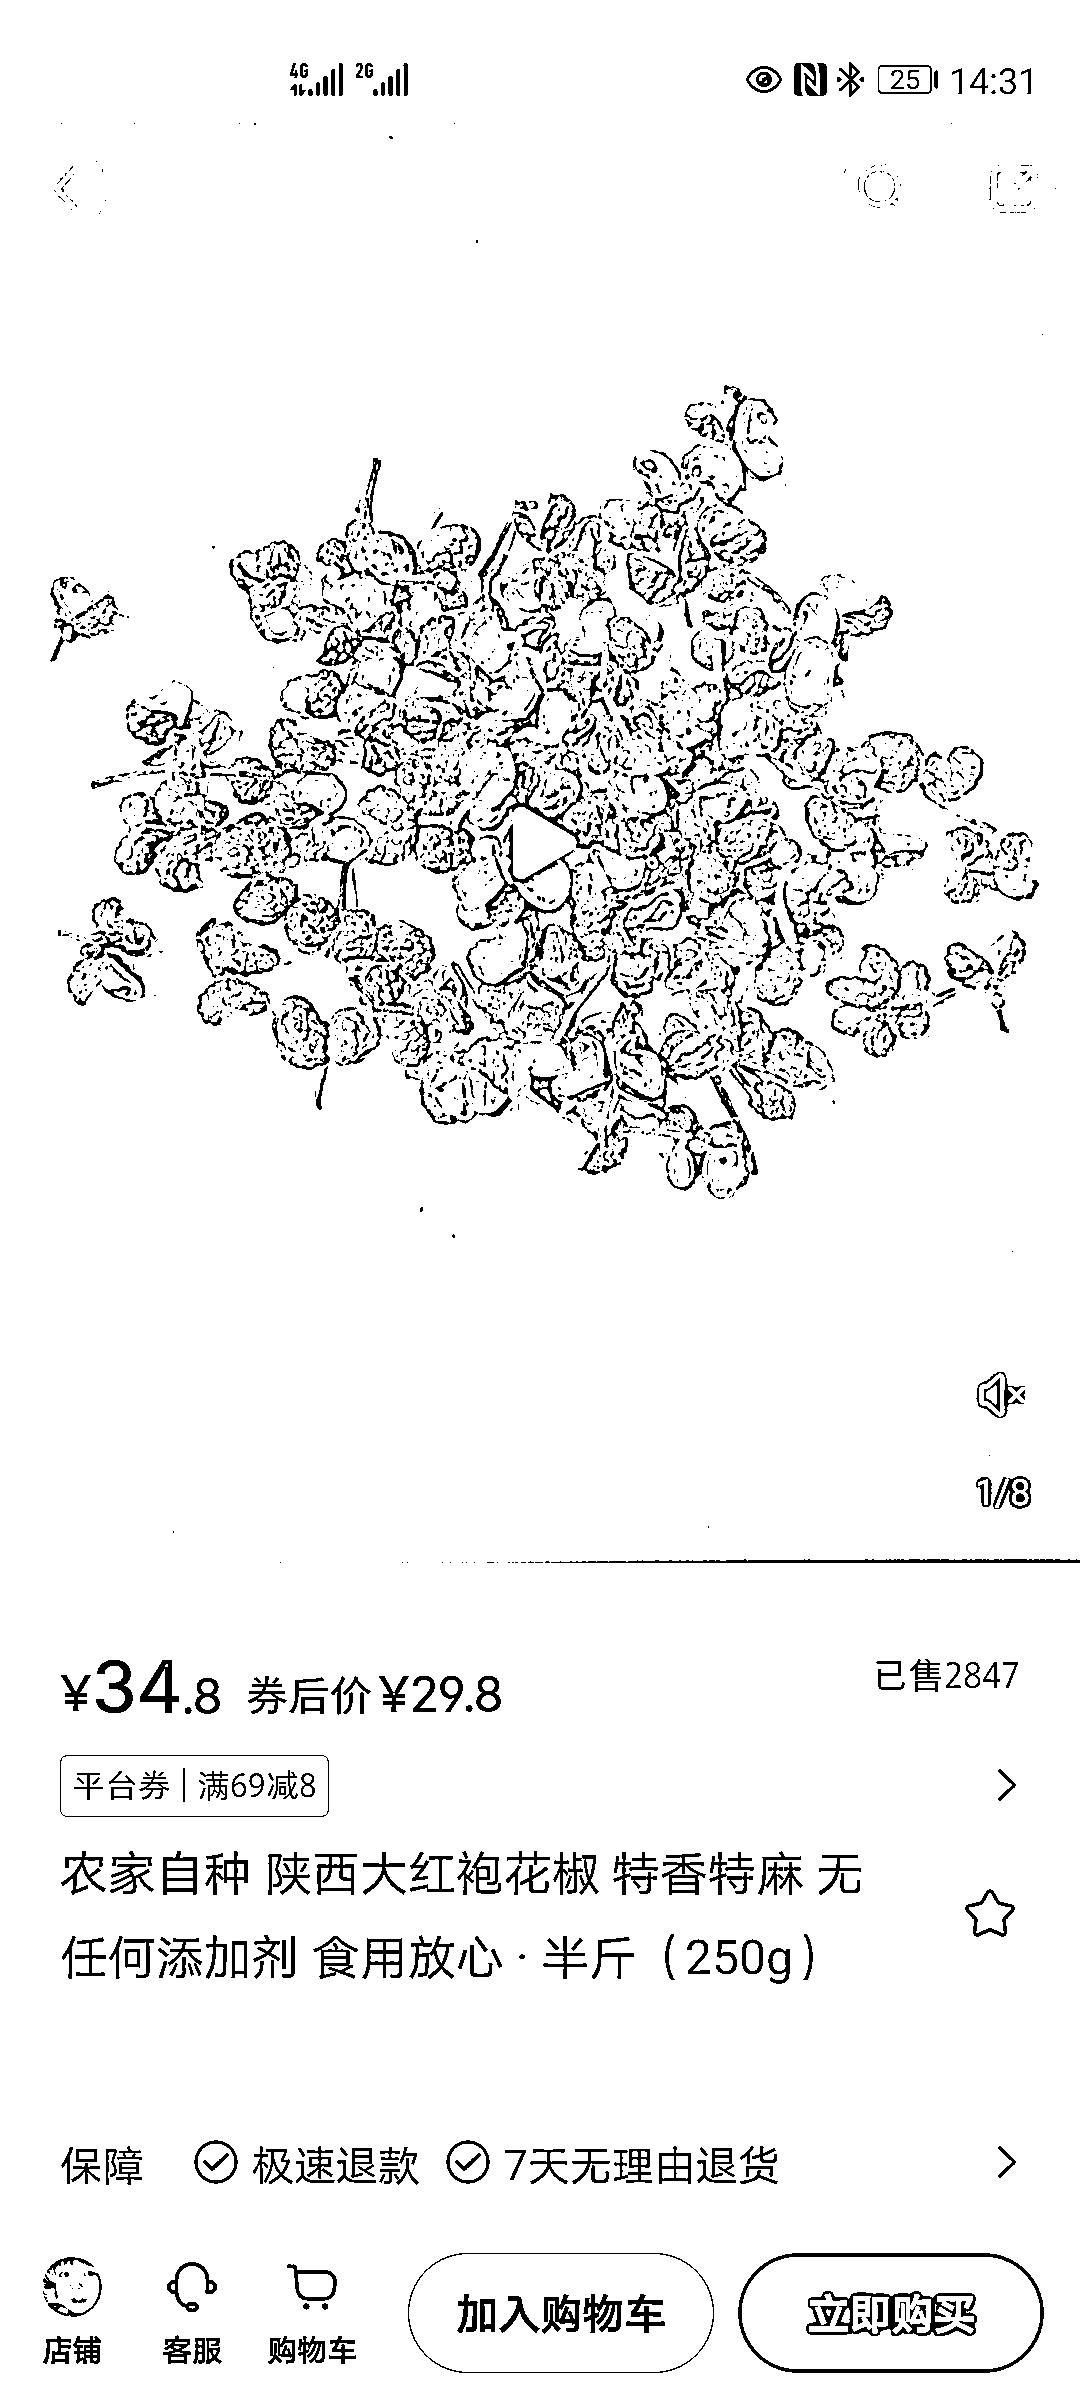 4G 2G 25 14:31
1/8
¥34.8 券后价¥29.8 已售2847
平台券 | 满69减8
农家自种 陕西大红袍花椒 特香特麻 无
任何添加剂 食用放心 · 半斤（250g）
保障 极速退款 7天无理由退货
店铺 客服 购物车 加入购物车 立即购买